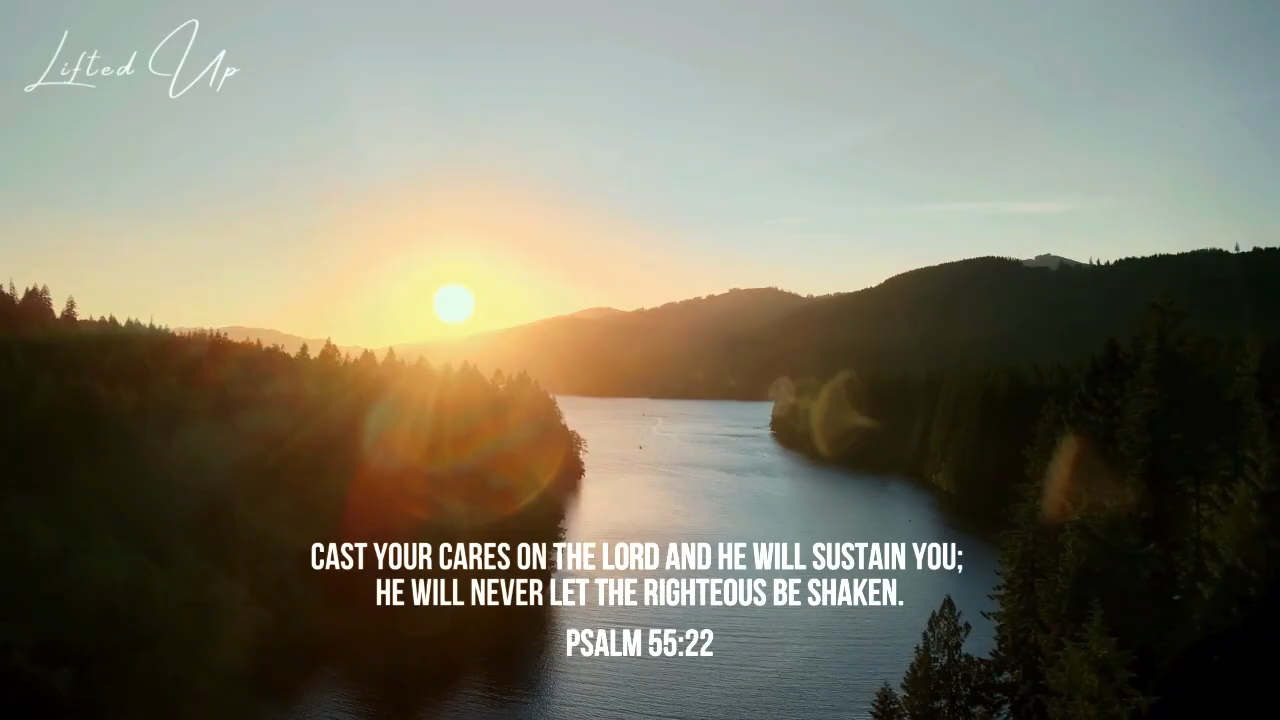 Lifted Up
CAST YOUR CARES ON THE LORD AND HE WILL SUSTAIN YOU;
HE WILL NEVER LET THE RIGHTEOUS BE SHAKEN.
PSALM 55:22